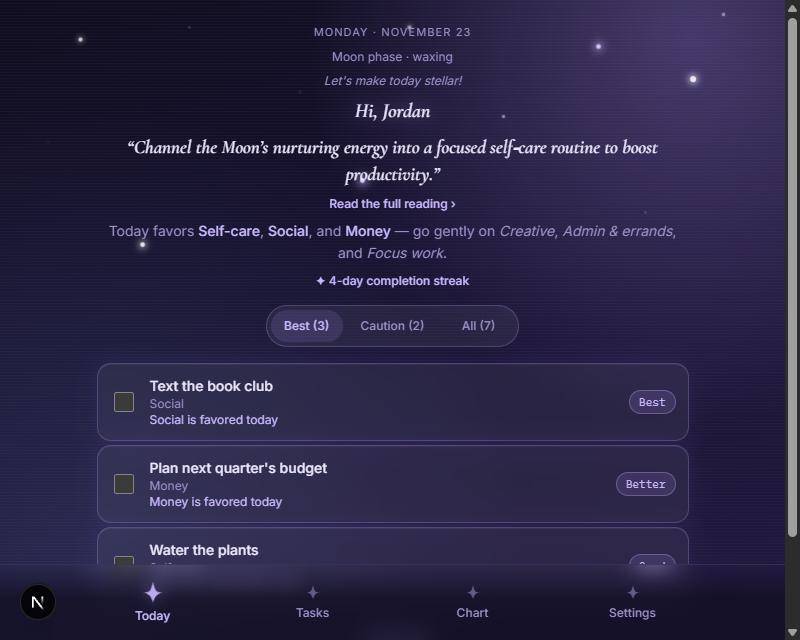 MONDAY · NOVEMBER 23
Moon phase · waxing
Let's make today stellar!
Hi, Jordan
“Channel the Moon’s nurturing energy into a focused self-care routine to boost
productivity.”
Read the full reading ›
Today favors Self-care, Social, and Money — go gently on Creative, Admin & errands,
and Focus work.
✦ 4-day completion streak
Best (3) Caution (2) All (7)
Text the book club
Social
Social is favored today
Best
Plan next quarter's budget
Money
Money is favored today
Better
Water the plants
N
Today Tasks Chart Settings